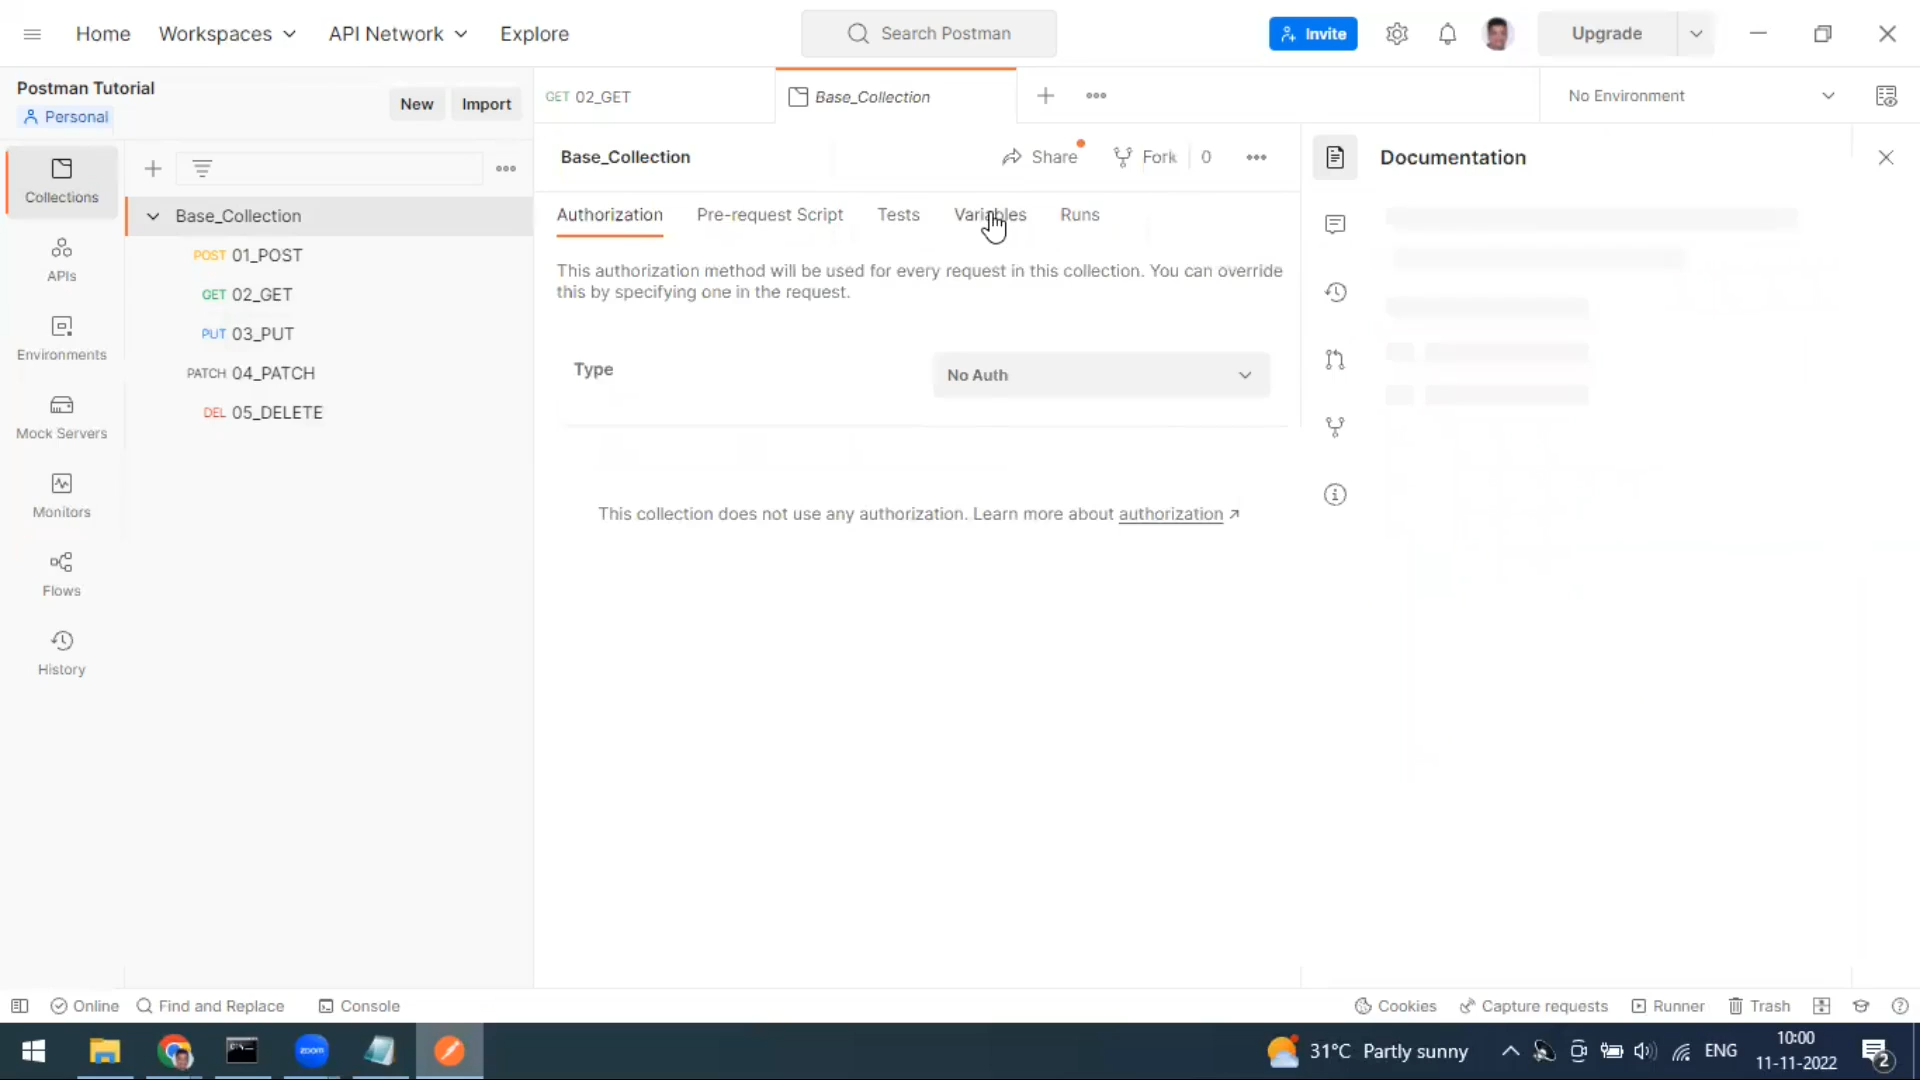 Home
Workspaces
API Network
Explore
Search Postman
Invite
Upgrade
Postman Tutorial
Personal
New
Import
GET 02_GET
Base_Collection
No Environment
Collections
APIs
Environments
Mock Servers
Monitors
Flows
History
Base_Collection
POST 01_POST
GET 02_GET
PUT 03_PUT
PATCH 04_PATCH
DEL 05_DELETE
Base_Collection
Share
Fork
0
Authorization
Pre-request Script
Tests
Variables
Runs
This authorization method will be used for every request in this collection. You can override
this by specifying one in the request.
Type
No Auth
This collection does not use any authorization. Learn more about authorization ↗
Documentation
Online
Find and Replace
Console
Cookies
Capture requests
Runner
Trash
zoom
31°C Partly sunny
ENG
10:00
11-11-2022
2